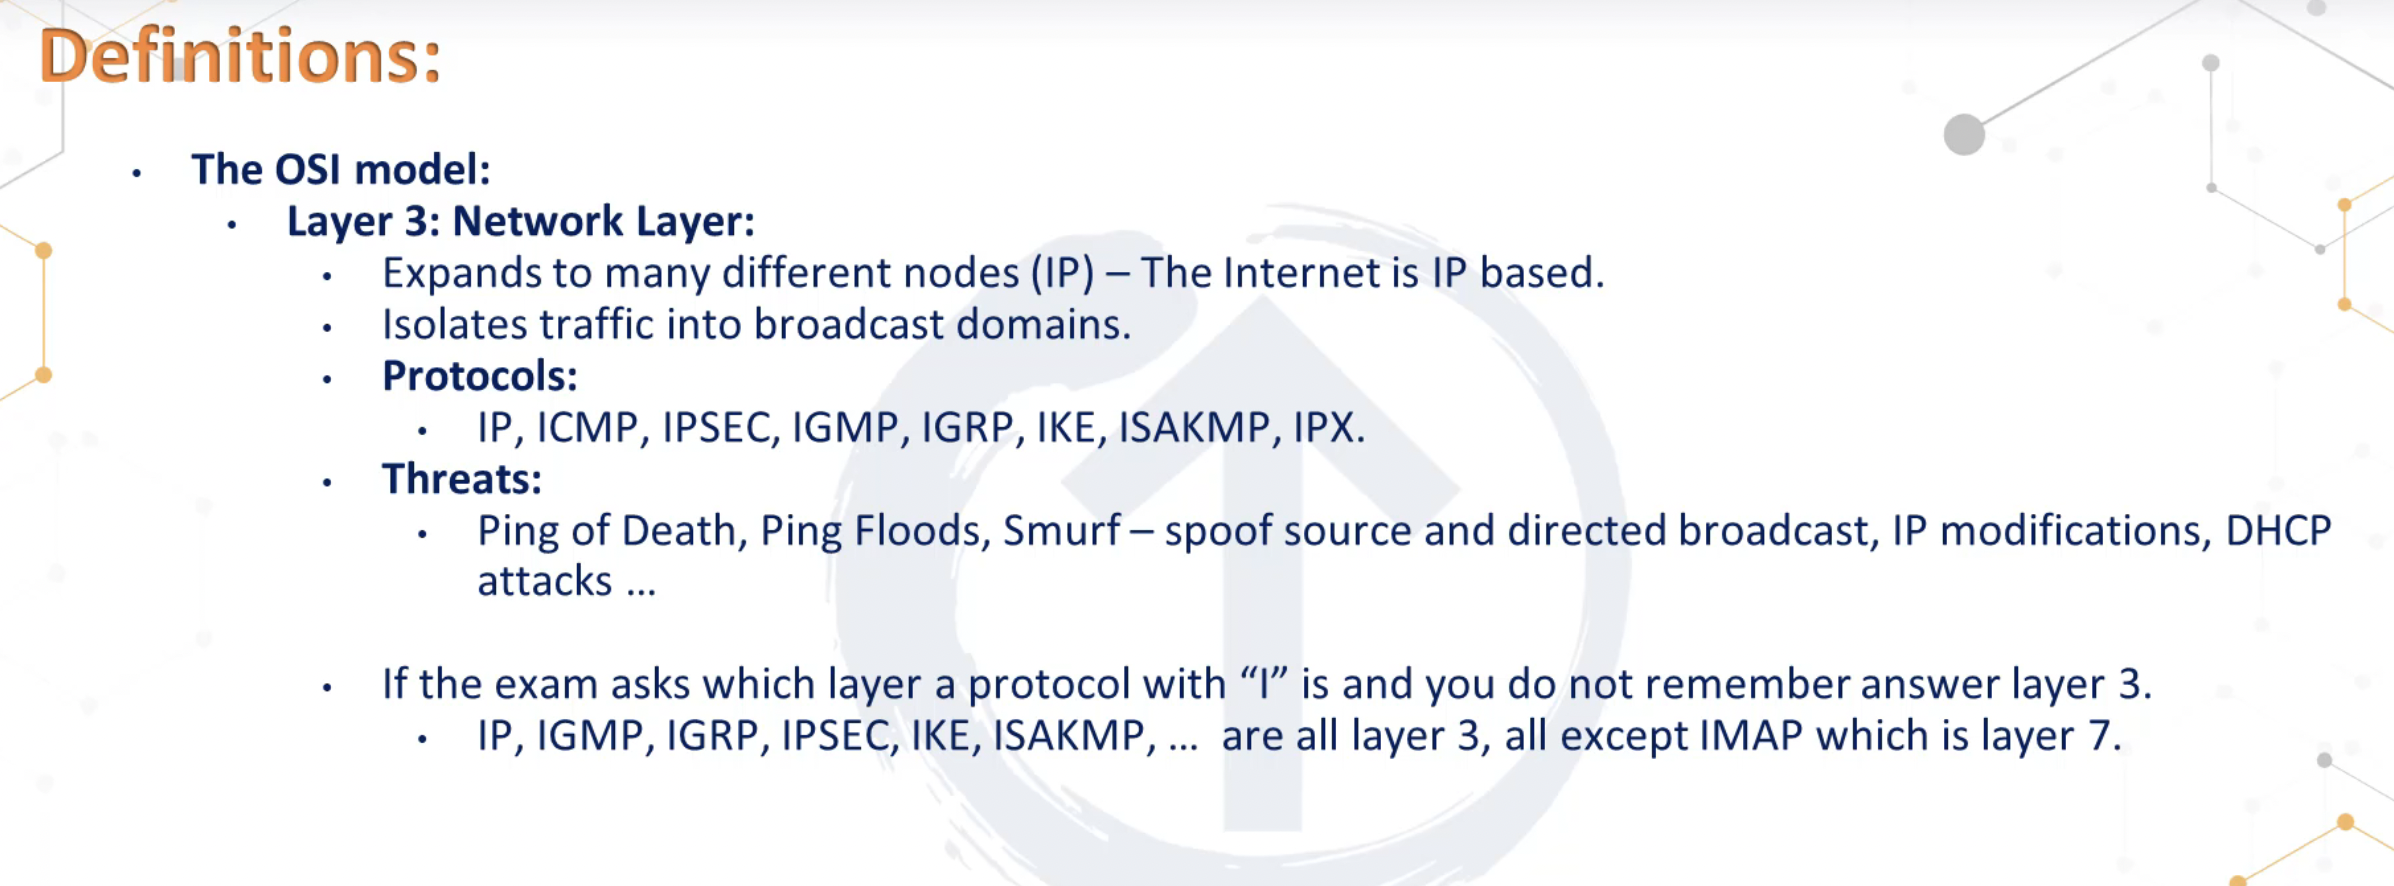 Definitions:
• The OSI model:
• Layer 3: Network Layer:
• Expands to many different nodes (IP) – The Internet is IP based.
• Isolates traffic into broadcast domains.
• Protocols:
• IP, ICMP, IPSEC, IGMP, IGRP, IKE, ISAKMP, IPX.
• Threats:
• Ping of Death, Ping Floods, Smurf – spoof source and directed broadcast, IP modifications, DHCP
attacks ...
• If the exam asks which layer a protocol with “I” is and you do not remember answer layer 3.
• IP, IGMP, IGRP, IPSEC, IKE, ISAKMP, ... are all layer 3, all except IMAP which is layer 7.